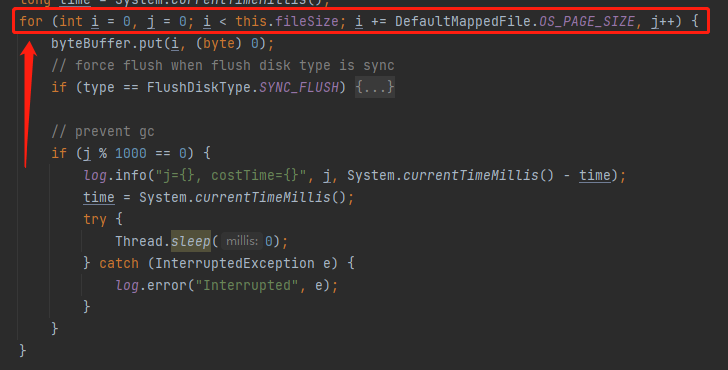 long time = System.currentTimeMillis();
for (int i = 0, j = 0; i < this.fileSize; i += DefaultMappedFile.OS_PAGE_SIZE, j++) {
byteBuffer.put(i, (byte) 0);
// force flush when flush disk type is sync
if (type == FlushDiskType.SYNC_FLUSH) {...}
// prevent gc
if (j % 1000 == 0) {
log.info("j={}, costTime={}", j, System.currentTimeMillis() - time);
time = System.currentTimeMillis();
try {
Thread.sleep( millis: 0);
} catch (InterruptedException e) {
log.error("Interrupted", e);
}
}
}